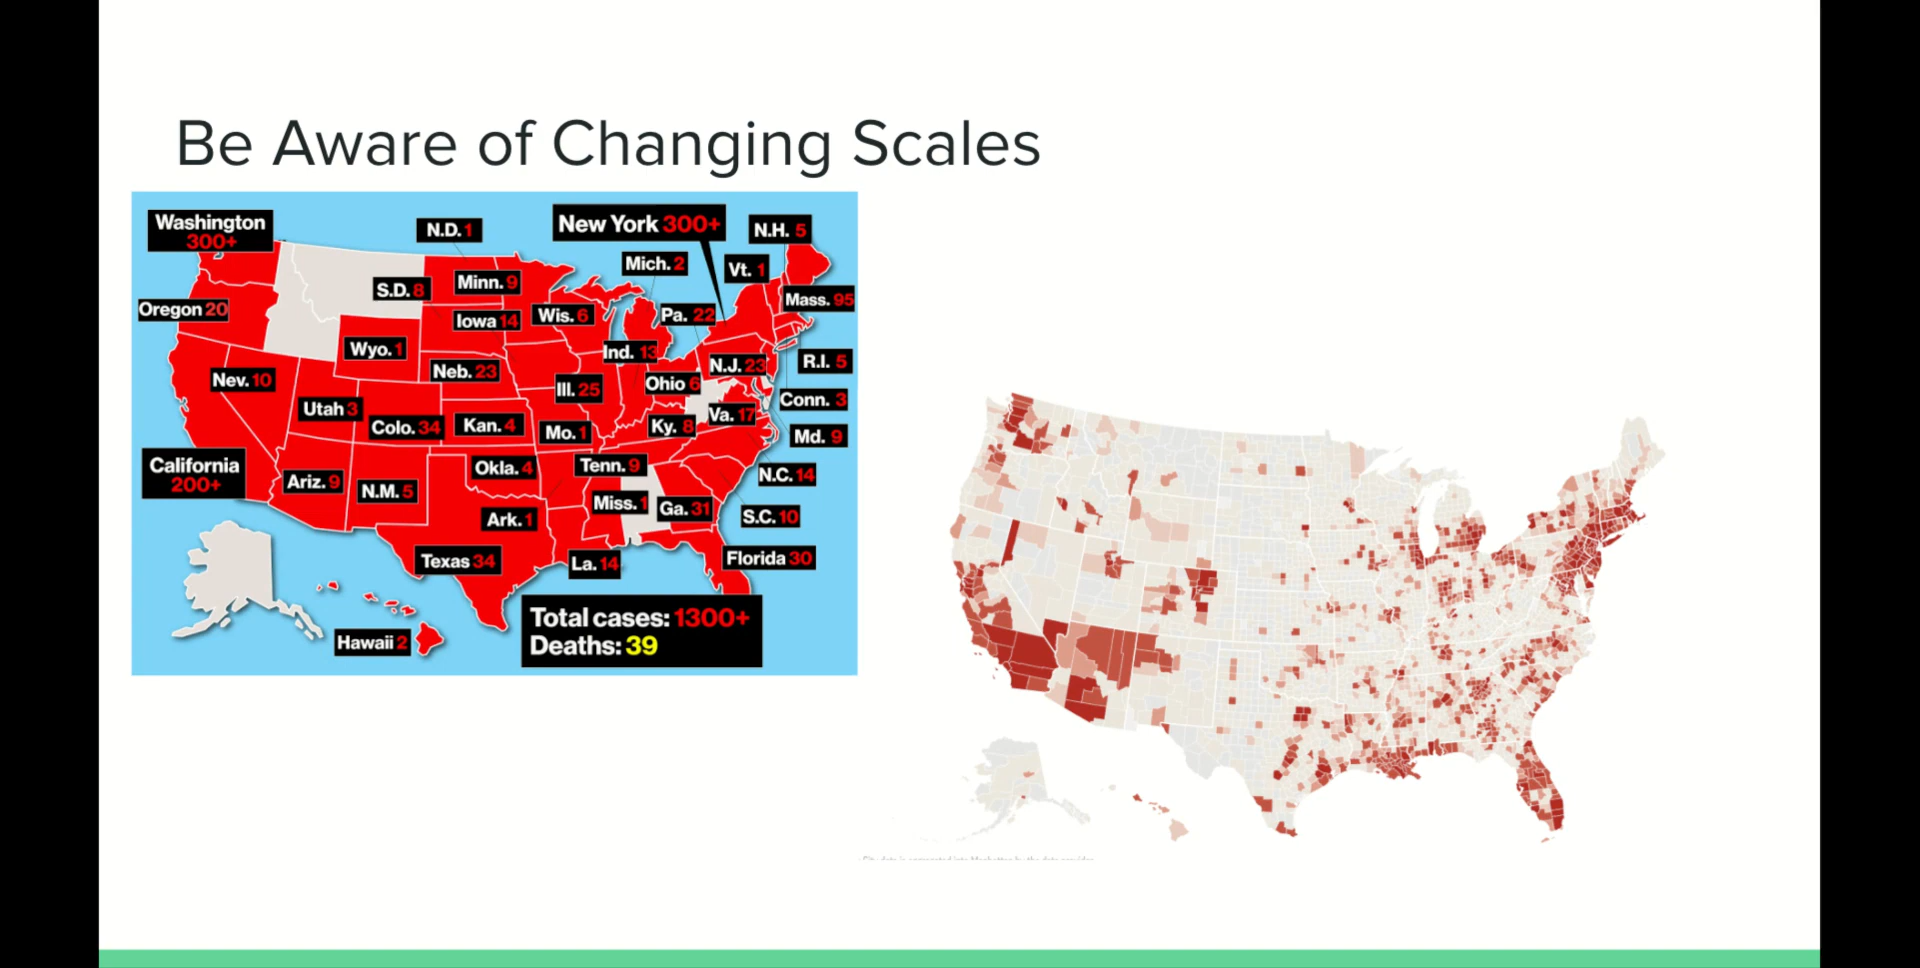 Be Aware of Changing Scales
Washington
300+
N.D. 1
New York 300+
N.H. 5
Mich. 2
Vt. 1
S.D. 8
Minn. 9
Mass. 95
Oregon 20
Iowa 14
Wis. 6
Pa. 22
Wyo. 1
Ind. 13
N.J. 23
R.I. 5
Nev. 10
Neb. 23
Ill. 25
Ohio 6
Conn. 3
Utah 3
Colo. 34
Kan. 4
Mo. 1
Ky. 8
Va. 17
Md. 9
California
200+
Ariz. 9
N.M. 5
Okla. 4
Tenn. 9
N.C. 14
Ark. 1
Miss. 1
Ga. 31
S.C. 10
Texas 34
La. 14
Florida 30
Hawaii 2
Total cases: 1300+
Deaths: 39